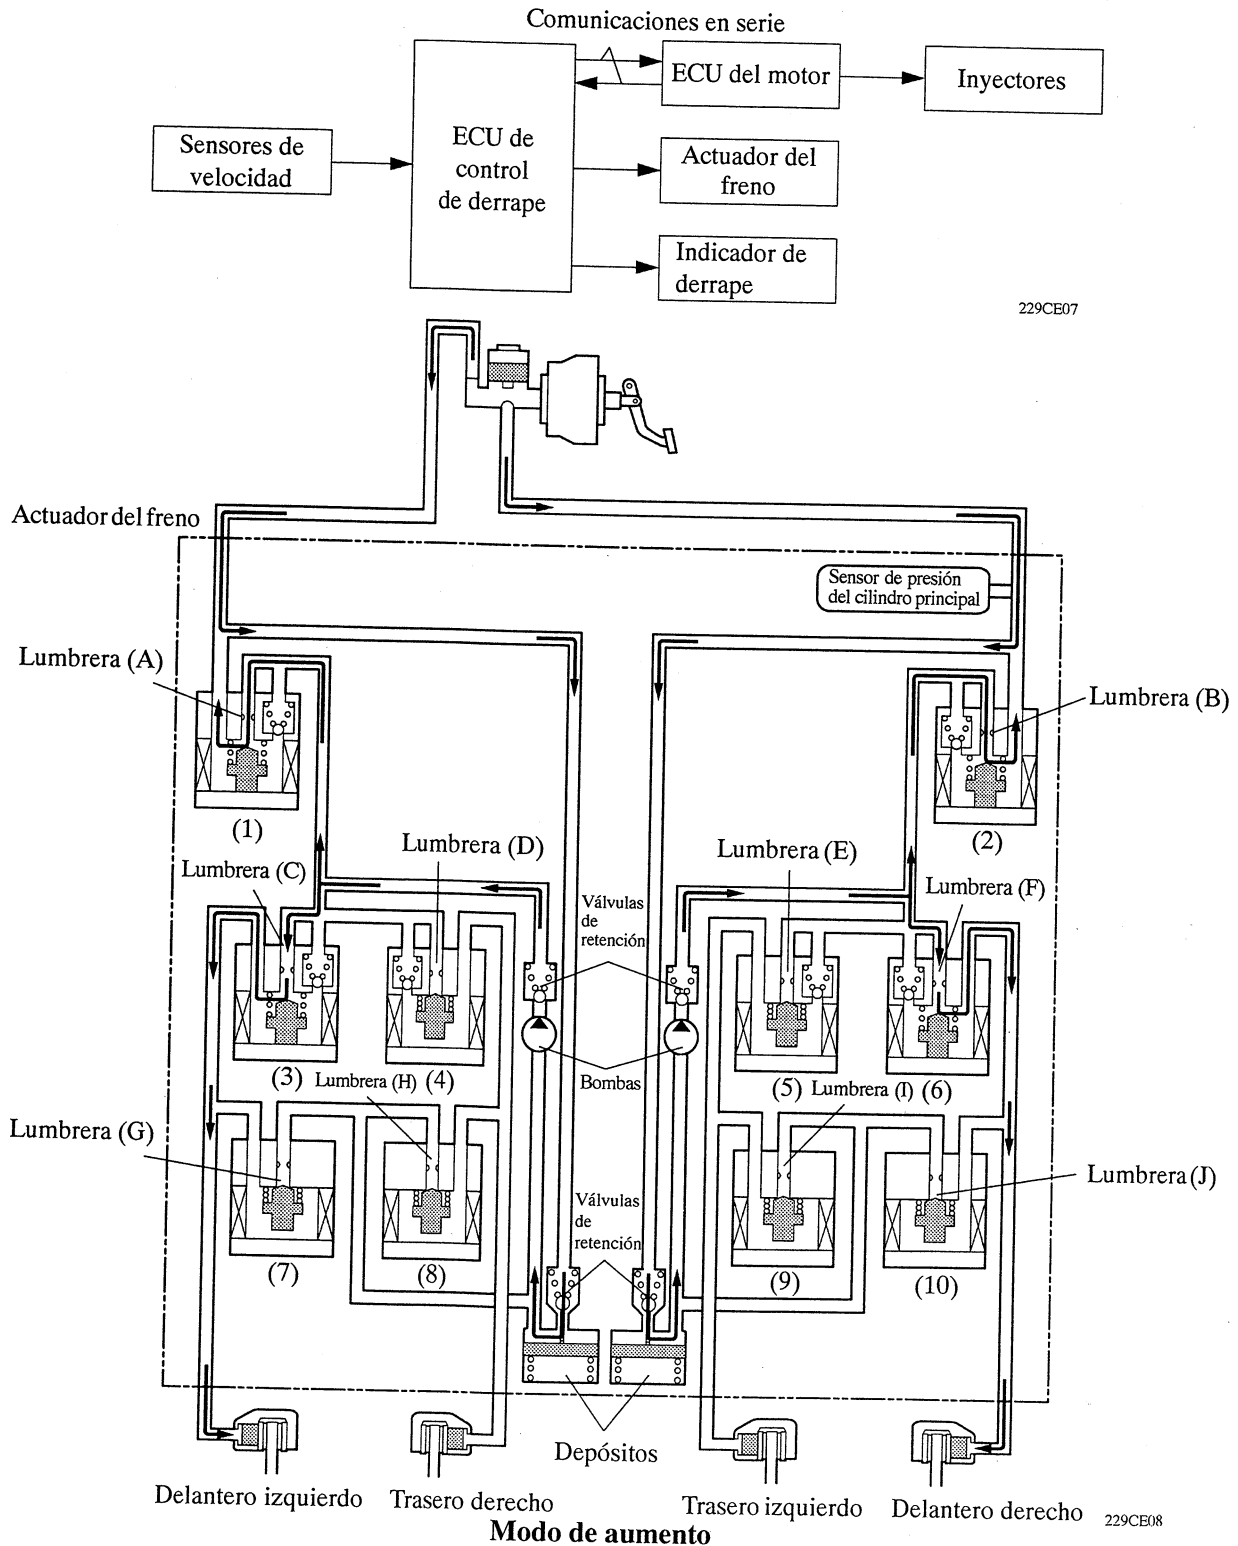 Comunicaciones en serie
ECU del motor
Inyectores
Sensores de
velocidad
ECU de
control
de derrape
Actuador del
freno
Indicador de
derrape
229CE07
Actuador del freno
Sensor de presión
del cilindro principal
Lumbrera (A)
Lumbrera (B)
(1)
(2)
Lumbrera (C)
Lumbrera (D)
Lumbrera (E)
Lumbrera (F)
Válvulas
de
retención
(3)
(4)
Bombas
(5)
(6)
Lumbrera (H)
Lumbrera (I)
Lumbrera (G)
Lumbrera (J)
Válvulas
de
retención
(7)
(8)
(9)
(10)
Depósitos
Delantero izquierdo
Trasero derecho
Trasero izquierdo
Delantero derecho
229CE08
Modo de aumento